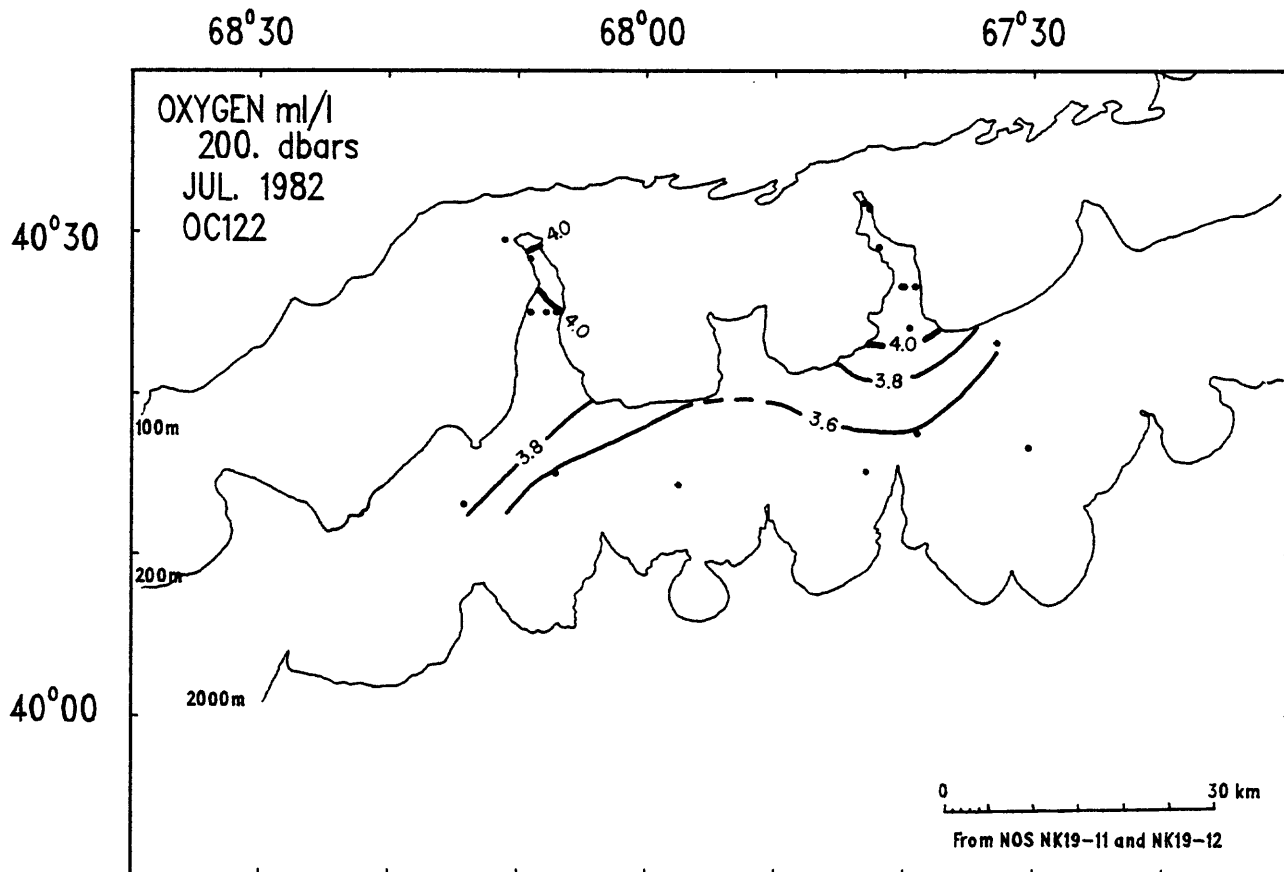 68°30 68°00 67°30
OXYGEN ml/l
200. dbars
JUL. 1982
OC122
40°30
4.0
4.0
4.0
3.8
3.6
100m
3.8
200m
2000m
40°00
0 30 km
From NOS NK19-11 and NK19-12